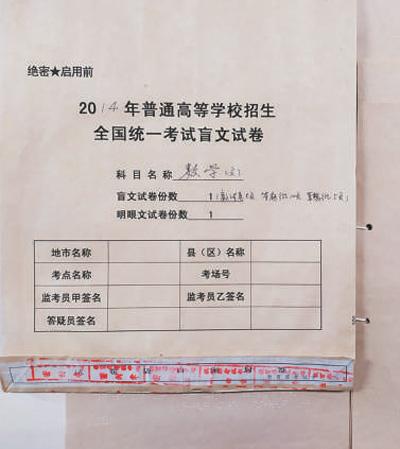 绝密★启用前
2014年普通高等学校招生
全国统一考试盲文试卷
科目名称 数学(文)
盲文试卷份数 1
明眼文试卷份数 1
地市名称 县（区）名称
考点名称 考场号
监考员甲签名 监考员乙签名
答疑员签名